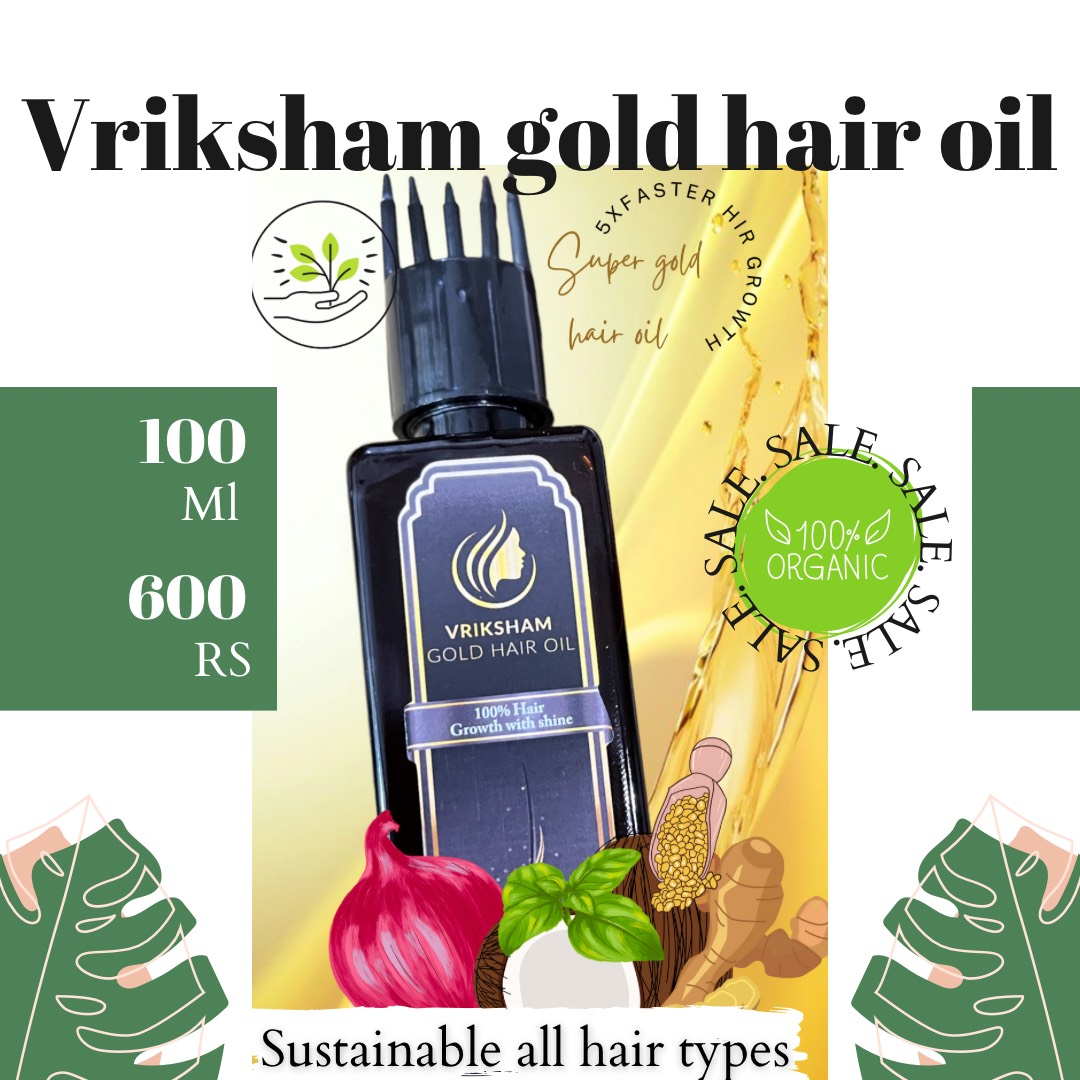 Vriksham gold hair oil
5XFASTER HIR GROWTH
Super gold
hair oil
100
Ml
600
RS
SALE. SALE. SALE. SALE. SALE.
100%
ORGANIC
VRIKSHAM
GOLD HAIR OIL
100% Hair
Growth with shine
Sustainable all hair types